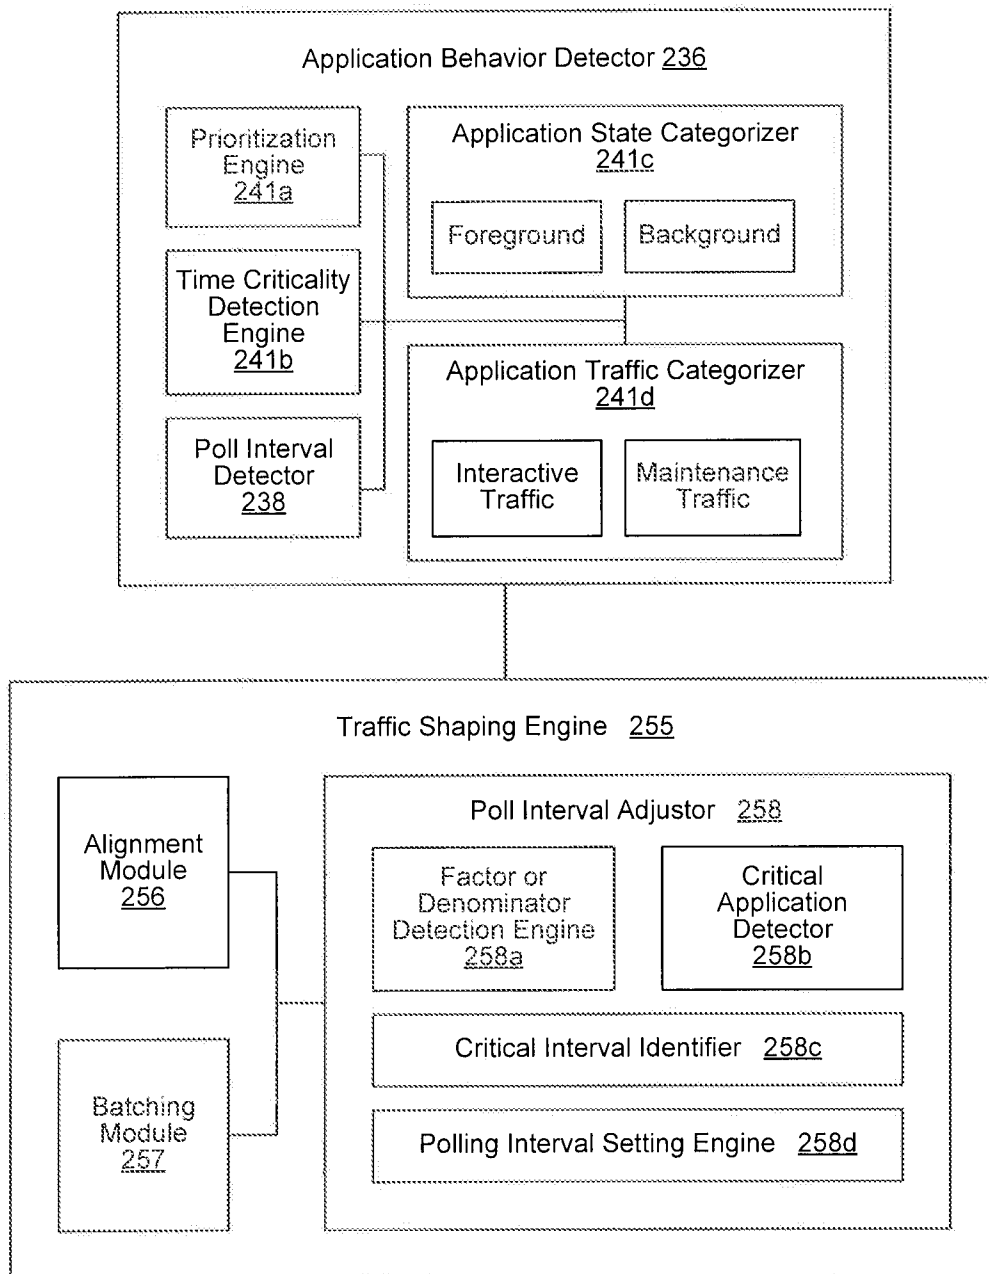 Application Behavior Detector 236
Prioritization
Engine
241a
Time Criticality
Detection
Engine
241b
Poll Interval
Detector
238
Application State Categorizer
241c
Foreground
Background
Application Traffic Categorizer
241d
Interactive
Traffic
Maintenance
Traffic
Traffic Shaping Engine 255
Alignment
Module
256
Batching
Module
257
Poll Interval Adjustor 258
Factor or
Denominator
Detection Engine
258a
Critical
Application
Detector
258b
Critical Interval Identifier 258c
Polling Interval Setting Engine 258d